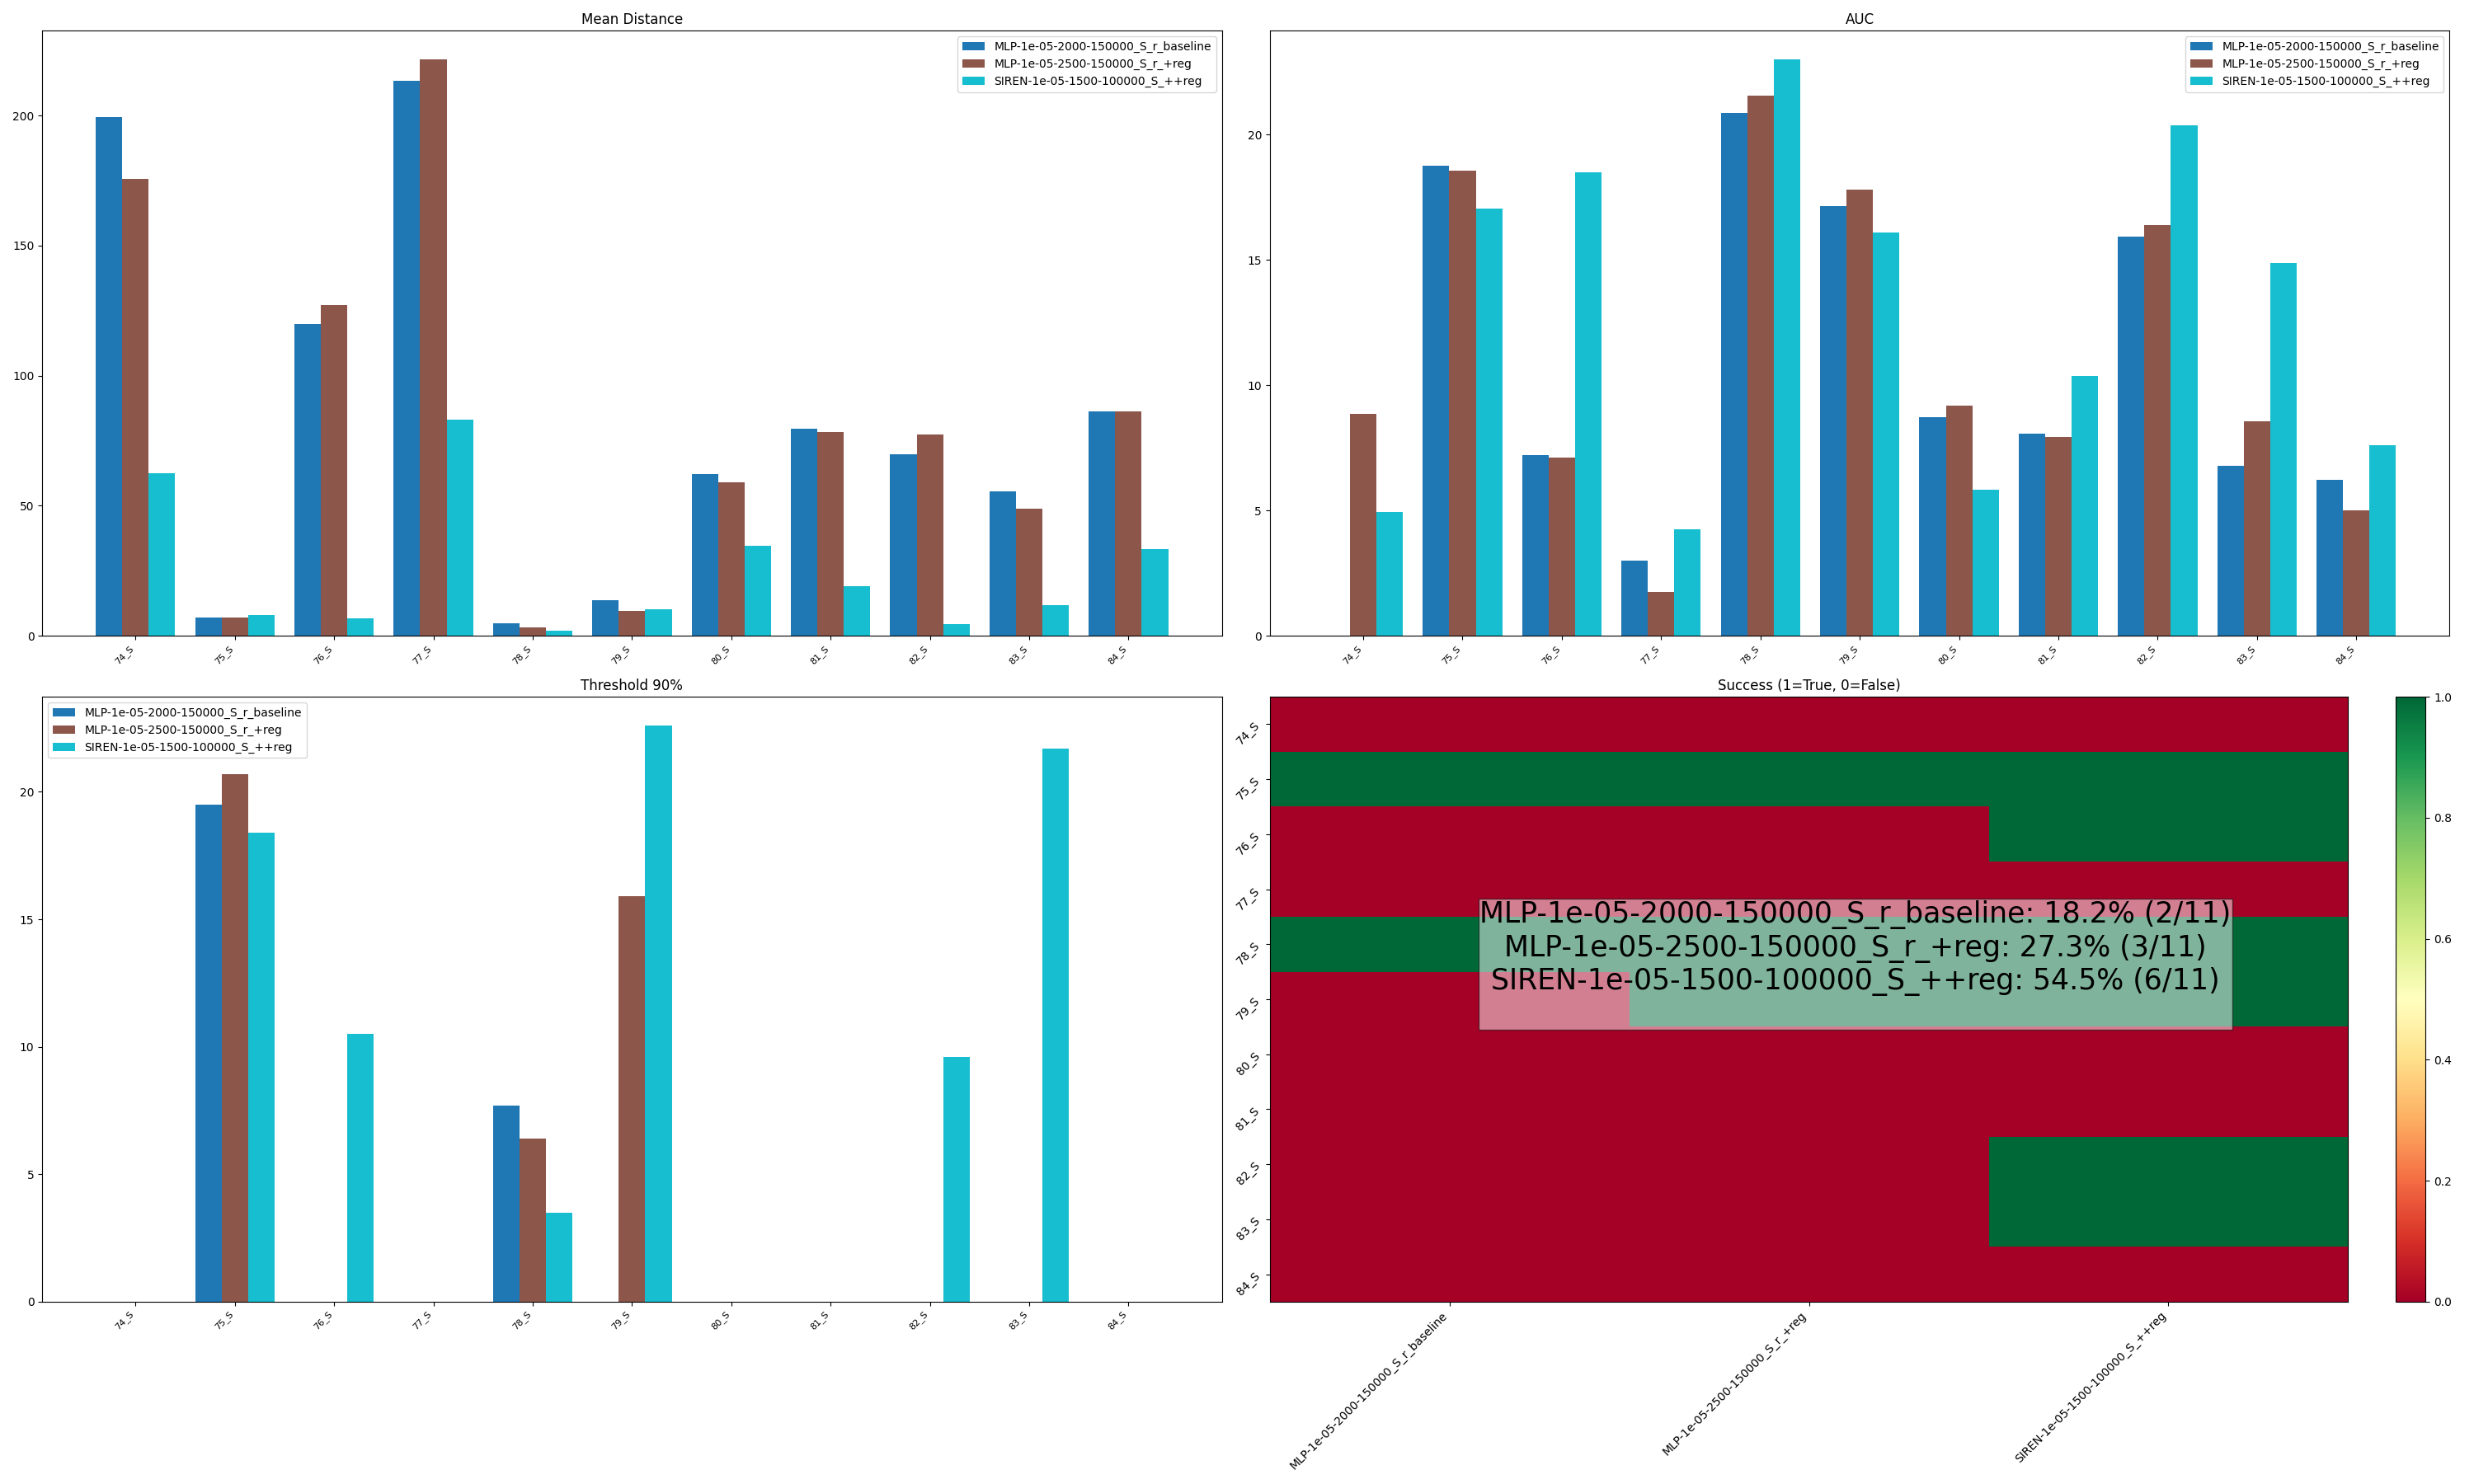 Mean Distance
MLP-1e-05-2000-150000_S_r_baseline
MLP-1e-05-2500-150000_S_r_+reg
SIREN-1e-05-1500-100000_S_++reg
200
150
100
50
0
74_S
75_S
76_S
77_S
78_S
79_S
80_S
81_S
82_S
83_S
84_S
AUC
MLP-1e-05-2000-150000_S_r_baseline
MLP-1e-05-2500-150000_S_r_+reg
SIREN-1e-05-1500-100000_S_++reg
20
15
10
5
0
74_S
75_S
76_S
77_S
78_S
79_S
80_S
81_S
82_S
83_S
84_S
Threshold 90%
MLP-1e-05-2000-150000_S_r_baseline
MLP-1e-05-2500-150000_S_r_+reg
SIREN-1e-05-1500-100000_S_++reg
20
15
10
5
0
74_S
75_S
76_S
77_S
78_S
79_S
80_S
81_S
82_S
83_S
84_S
Success (1=True, 0=False)
74_S
75_S
76_S
77_S
78_S
79_S
80_S
81_S
82_S
83_S
84_S
MLP-1e-05-2000-150000_S_r_baseline: 18.2% (2/11)
MLP-1e-05-2500-150000_S_r_+reg: 27.3% (3/11)
SIREN-1e-05-1500-100000_S_++reg: 54.5% (6/11)
MLP-1e-05-2000-150000_S_r_baseline
MLP-1e-05-2500-150000_S_r_+reg
SIREN-1e-05-1500-100000_S_++reg
1.0
0.8
0.6
0.4
0.2
0.0